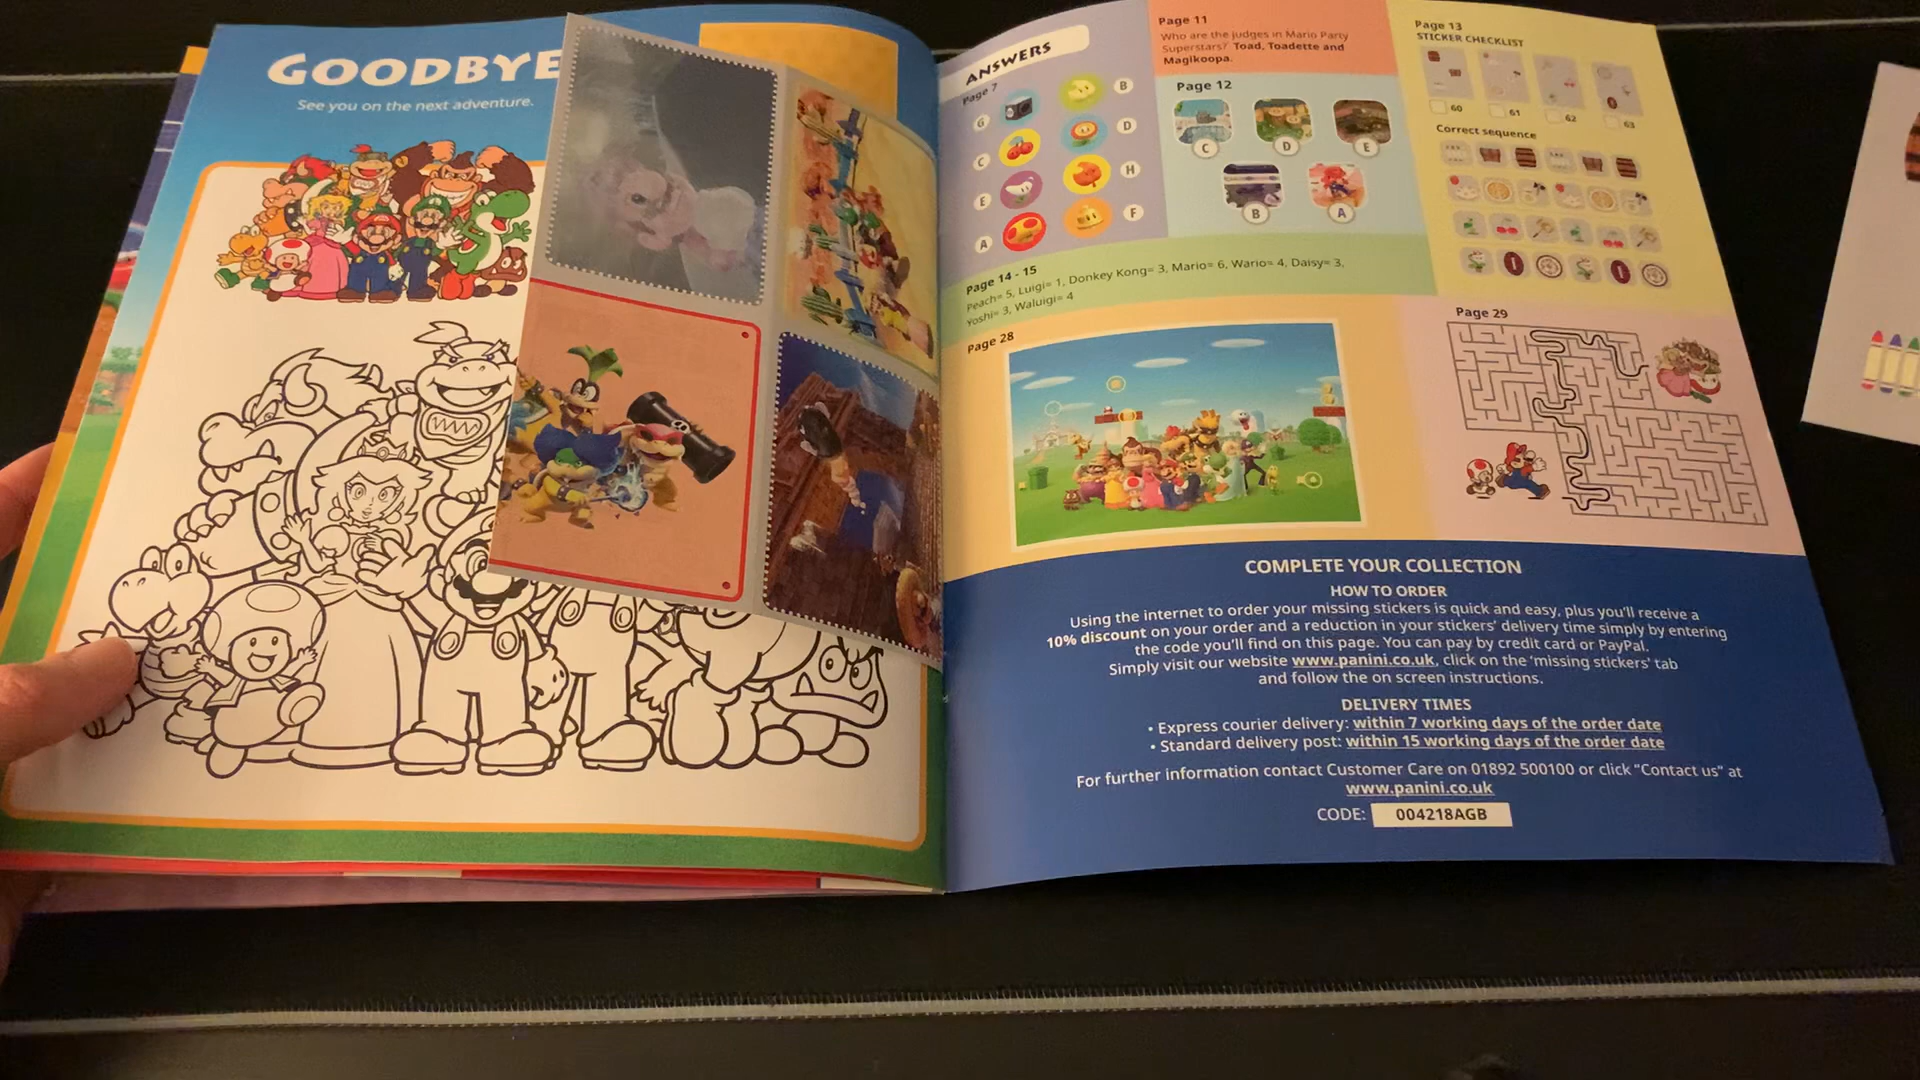 GOODBYE
See you on the next adventure.
ANSWERS
Page 7
G
B
C
D
E
H
A
F
Page 11
Who are the judges in Mario Party
Superstars? Toad, Toadette and
Magikoopa.
Page 12
C
D
E
B
A
Page 13
STICKER CHECKLIST
60
61
62
63
Correct sequence
Page 14 - 15
Peach= 5, Luigi= 1, Donkey Kong= 3, Mario= 6, Wario= 4, Daisy= 3,
Yoshi= 3, Waluigi= 4
Page 28
Page 29
COMPLETE YOUR COLLECTION
HOW TO ORDER
Using the internet to order your missing stickers is quick and easy, plus you'll receive a
10% discount on your order and a reduction in your stickers' delivery time simply by entering
the code you'll find on this page. You can pay by credit card or PayPal.
Simply visit our website www.panini.co.uk, click on the 'missing stickers' tab
and follow the on screen instructions.
DELIVERY TIMES
• Express courier delivery: within 7 working days of the order date
• Standard delivery post: within 15 working days of the order date
For further information contact Customer Care on 01892 500100 or click "Contact us" at
www.panini.co.uk
CODE: 004218AGB